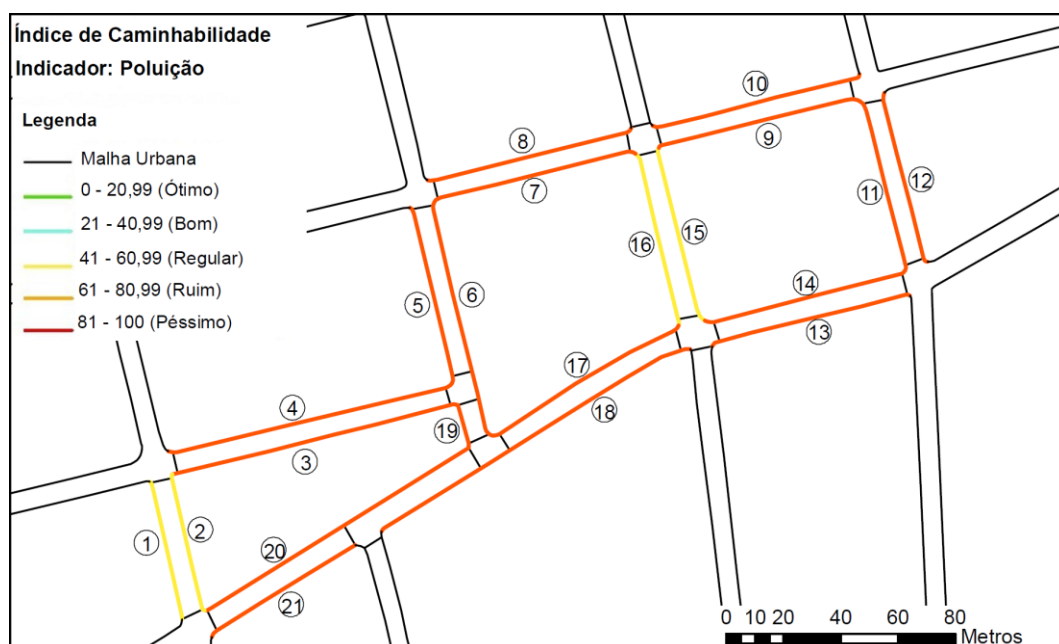 Índice de Caminhabilidade
Indicador: Poluição
Legenda
Malha Urbana
0 - 20,99 (Ótimo)
21 - 40,99 (Bom)
41 - 60,99 (Regular)
61 - 80,99 (Ruim)
81 - 100 (Péssimo)
10
8
9
7
12
11
16
15
5
6
14
13
17
4
18
19
3
1
2
20
21
0 10 20 40 60 80
Metros